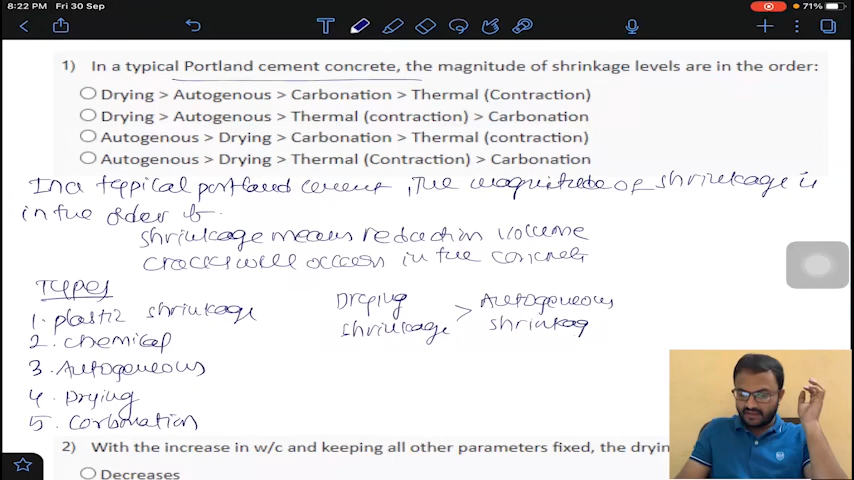 8:22 PM Fri 30 Sep
71%
1) In a typical Portland cement concrete, the magnitude of shrinkage levels are in the order:
Drying > Autogenous > Carbonation > Thermal (Contraction)
Drying > Autogenous > Thermal (contraction) > Carbonation
Autogenous > Drying > Carbonation > Thermal (contraction)
Autogenous > Drying > Thermal (Contraction) > Carbonation
In a typical portland cement, The magnitude of shrinkage is
in the order
shrinkage means reduction volume
cracks will occurs in the concrete
Types
1. plastic shrinkage
2. chemical
3. Autogeneous
4. Drying
5. Carbonation
Drying > Autogeneous
shrinkage shrinkag
2) With the increase in w/c and keeping all other parameters fixed, the dryin
Decreases